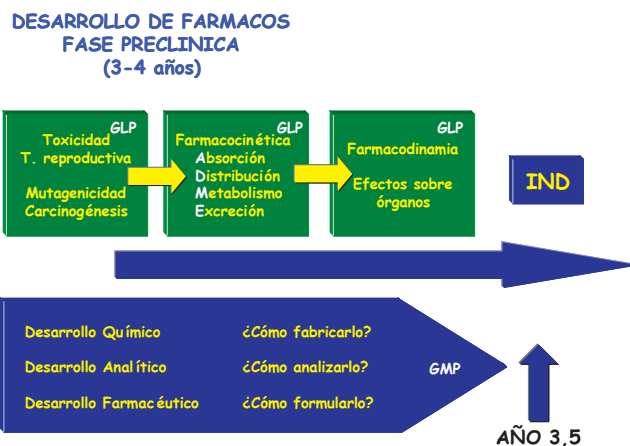 DESARROLLO DE FARMACOS
FASE PRECLINICA
(3-4 años)
GLP
Toxicidad
T. reproductiva
Mutagenicidad
Carcinogénesis
GLP
Farmacocinética
Absorción
Distribución
Metabolismo
Excreción
GLP
Farmacodinamia
Efectos sobre
órganos
IND
Desarrollo Químico ¿Cómo fabricarlo?
Desarrollo Analítico ¿Cómo analizarlo?
Desarrollo Farmacéutico ¿Cómo formularlo?
GMP
AÑO 3,5